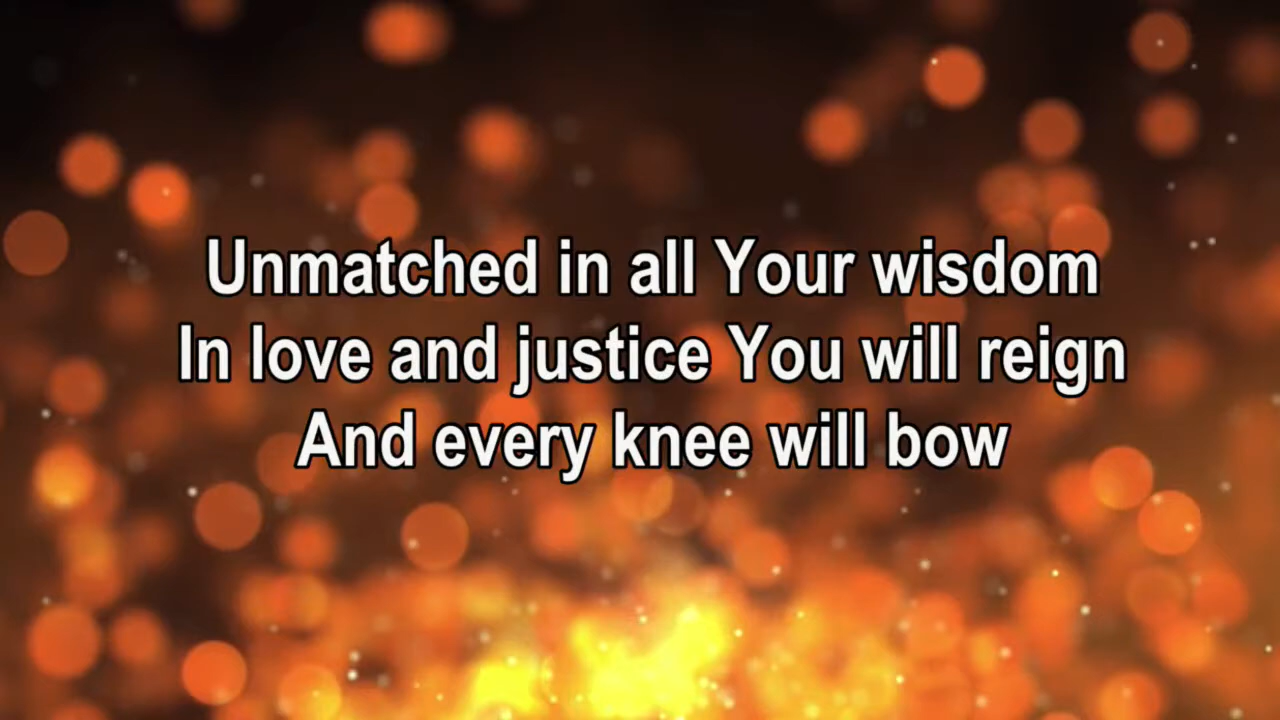 Unmatched in all Your wisdom
In love and justice You will reign
And every knee will bow